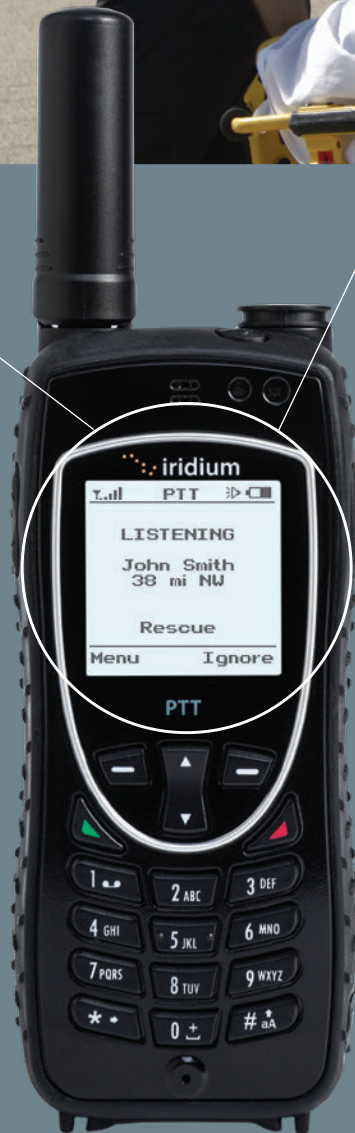 iridium
PTT
LISTENING
John Smith
38 mi NW
Rescue
Menu Ignore
PTT
1 2 ABC 3 DEF
4 GHI 5 JKL 6 MNO
7 PQRS 8 TUV 9 WXYZ
* 0 ± # aA